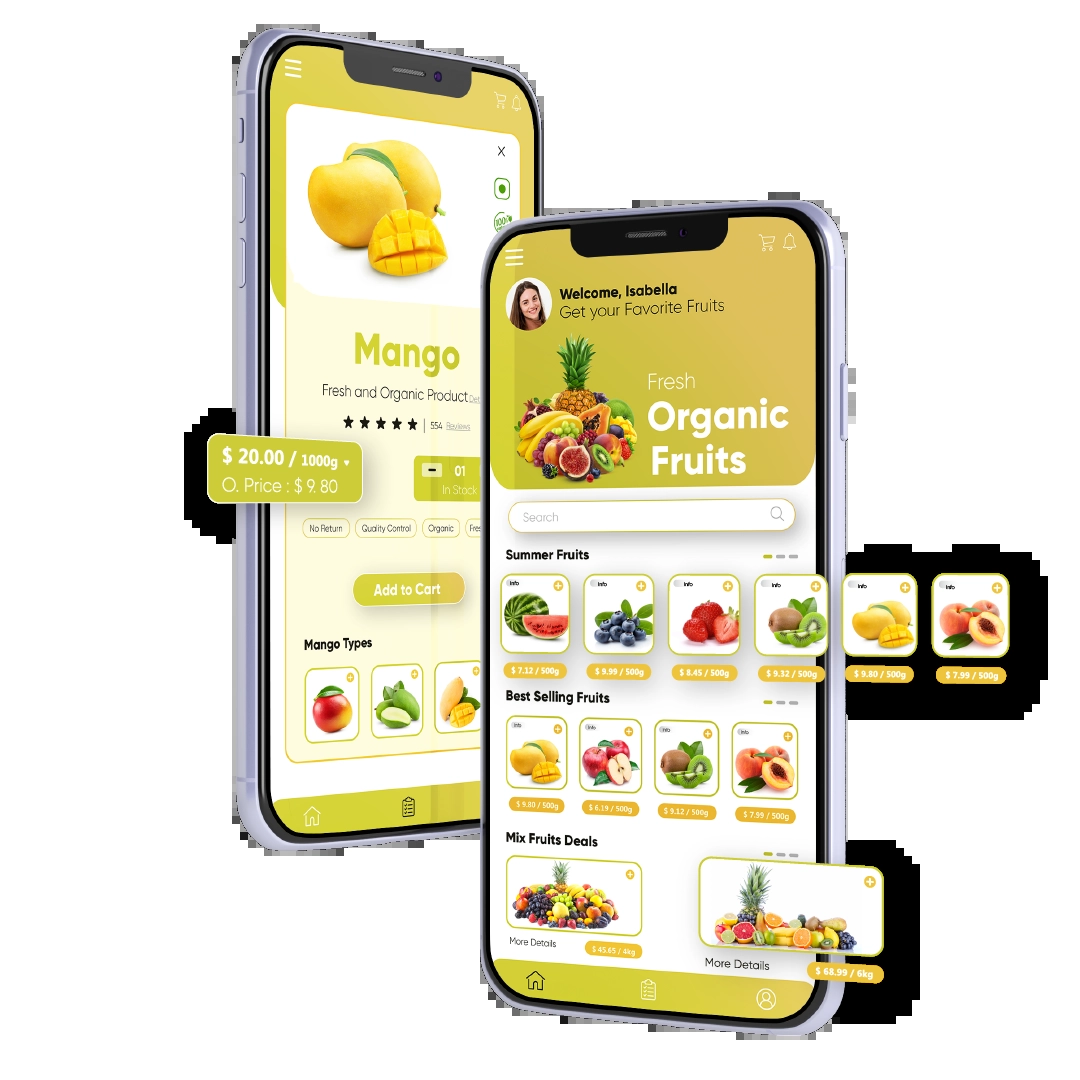 X
100%
Mango
Fresh and Organic Product
554 Reviews
$ 20.00 / 1000g
O. Price : $ 9. 80
01
In Stock
No Return
Quality Control
Organic
Add to Cart
Mango Types
Welcome, Isabella
Get your Favorite Fruits
Fresh
Organic
Fruits
Search
Summer Fruits
info info info info info info
$ 7.12 / 500g $ 9.99 / 500g $ 8.45 / 500g $ 9.32 / 500g $ 9.80 / 500g $ 7.99 / 500g
Best Selling Fruits
info info info info
$ 9.80 / 500g $ 6.19 / 500g $ 9.12 / 500g $ 7.99 / 500g
Mix Fruits Deals
More Details $ 45.65 / 4kg
More Details $ 68.99 / 6kg